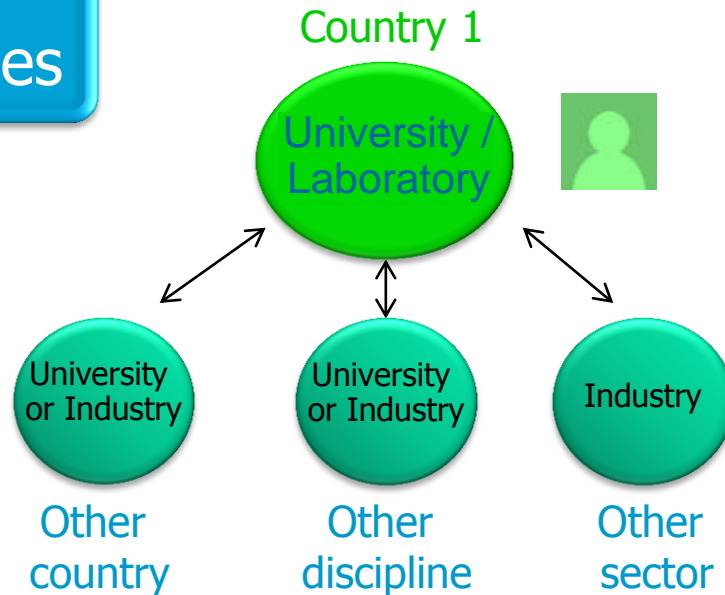 es
Country 1
University /
Laboratory
University
or Industry
University
or Industry
Industry
Other
country
Other
discipline
Other
sector